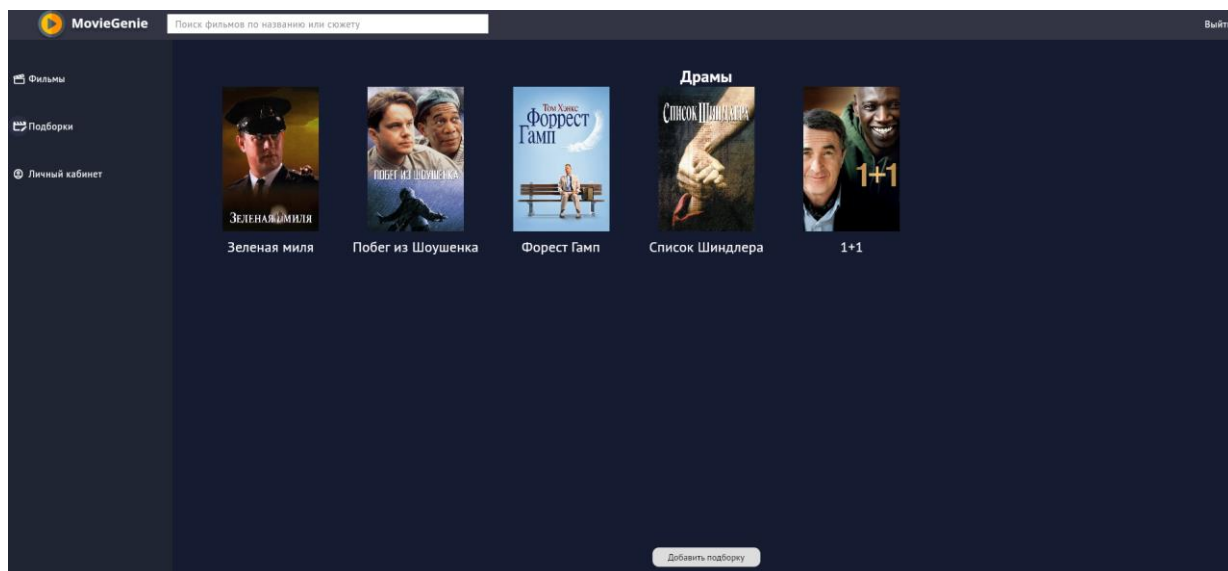 MovieGenie
Поиск фильмов по названию или сюжету
Выйт
Фильмы
Подборки
Личный кабинет
Драмы
ЗЕЛЕНАЯ МИЛЯ
ПОБЕГ ИЗ ШОУШЕНКА
Том Хэнкс
Форрест
Гамп
Список Шиндлера
1+1
Зеленая миля
Побег из Шоушенка
Форест Гамп
Список Шиндлера
1+1
Добавить подборку